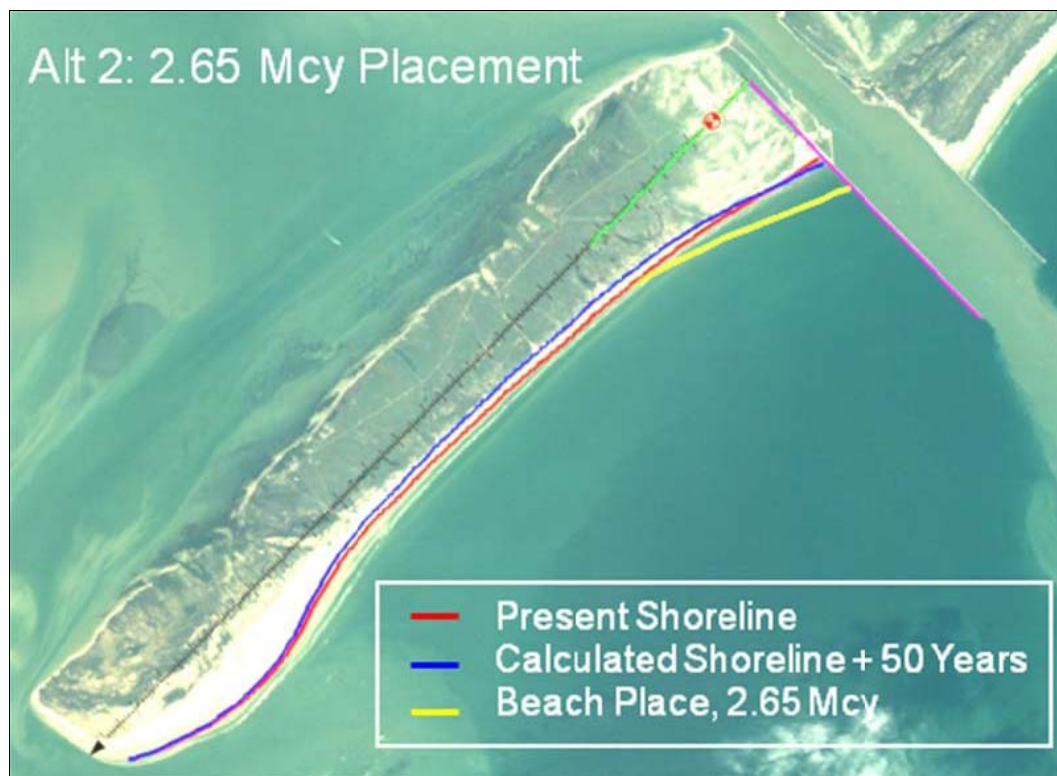 Alt 2: 2.65 Mcy Placement
Present Shoreline
Calculated Shoreline + 50 Years
Beach Place, 2.65 Mcy